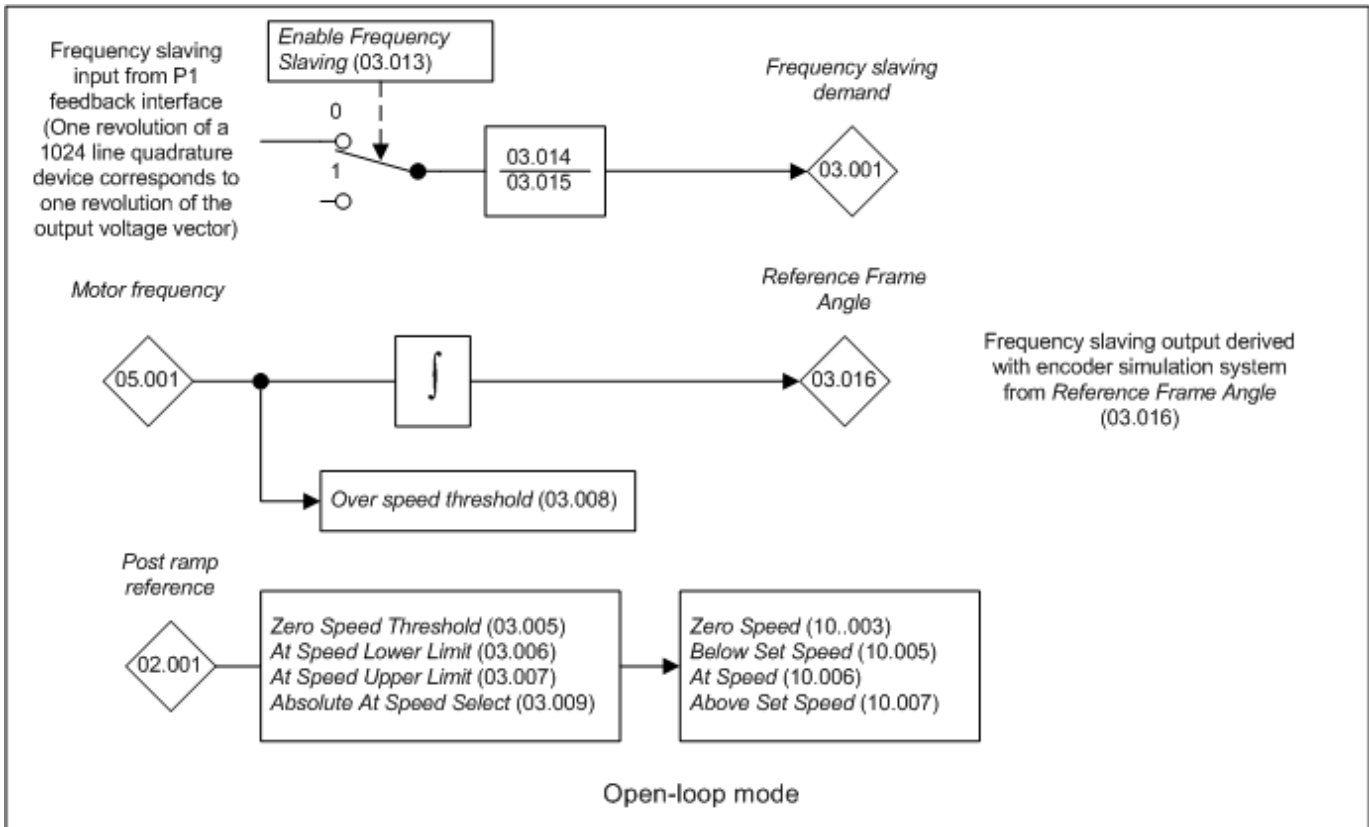 Frequency slaving
input from P1
feedback interface
(One revolution of a
1024 line quadrature
device corresponds to
one revolution of the
output voltage vector)
Enable Frequency
Slaving (03.013)
0
1
03.014
03.015
Frequency slaving
demand
03.001
Motor frequency
05.001
∫
Reference Frame
Angle
03.016
Frequency slaving output derived
with encoder simulation system
from Reference Frame Angle
(03.016)
Over speed threshold (03.008)
Post ramp
reference
02.001
Zero Speed Threshold (03.005)
At Speed Lower Limit (03.006)
At Speed Upper Limit (03.007)
Absolute At Speed Select (03.009)
Zero Speed (10..003)
Below Set Speed (10.005)
At Speed (10.006)
Above Set Speed (10.007)
Open-loop mode